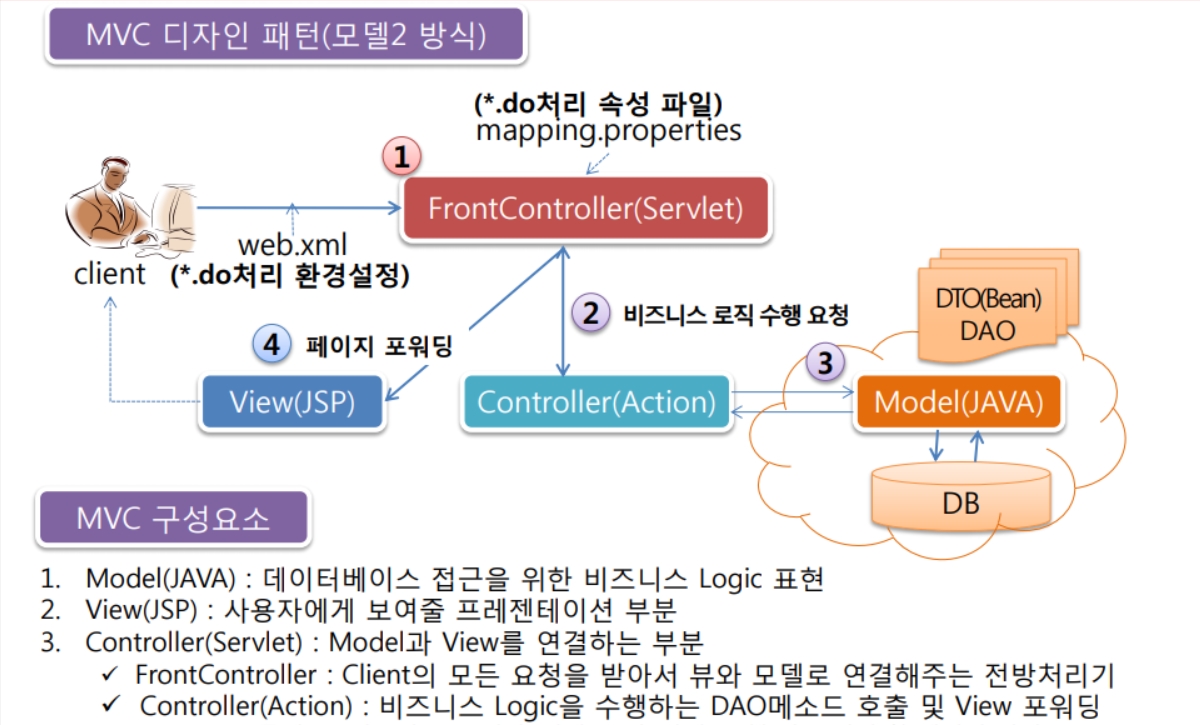 MVC 디자인 패턴(모델2 방식)
(*.do처리 속성 파일)
mapping.properties
1
FrontController(Servlet)
web.xml
client (*.do처리 환경설정)
2 비즈니스 로직 수행 요청
DTO(Bean)
DAO
4 페이지 포워딩
3
View(JSP)
Controller(Action)
Model(JAVA)
DB
MVC 구성요소
1. Model(JAVA) : 데이터베이스 접근을 위한 비즈니스 Logic 표현
2. View(JSP) : 사용자에게 보여줄 프레젠테이션 부분
3. Controller(Servlet) : Model과 View를 연결하는 부분
✓ FrontController : Client의 모든 요청을 받아서 뷰와 모델로 연결해주는 전방처리기
✓ Controller(Action) : 비즈니스 Logic을 수행하는 DAO메소드 호출 및 View 포워딩